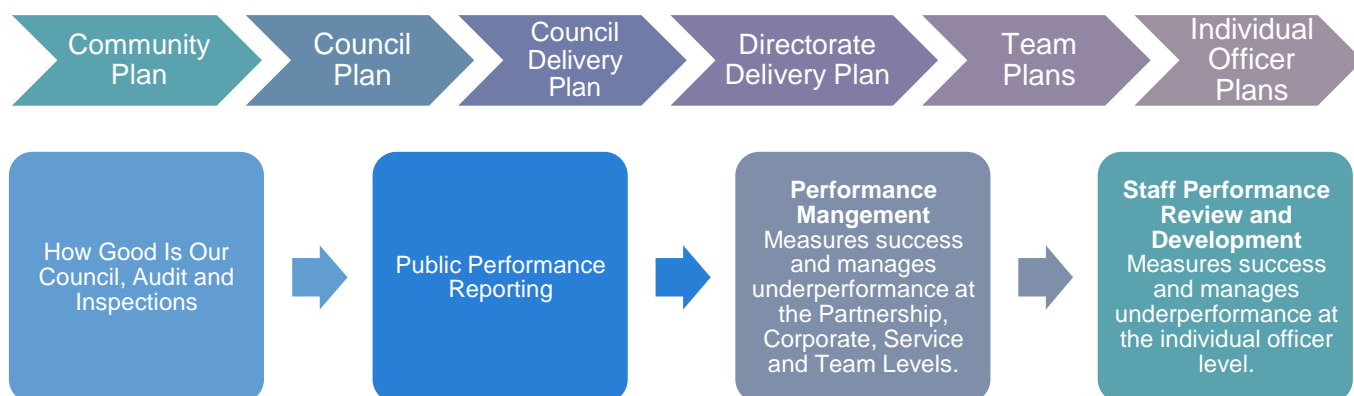 Community
Plan
Council
Plan
Council
Delivery
Plan
Directorate
Delivery Plan
Team
Plans
Individual
Officer
Plans
How Good Is Our
Council, Audit and
Inspections
Public Performance
Reporting
Performance
Mangement
Measures success
and manages
underperformance at
the Partnership,
Corporate, Service
and Team Levels.
Staff Performance
Review and
Development
Measures success
and manages
underperformance at
the individual officer
level.